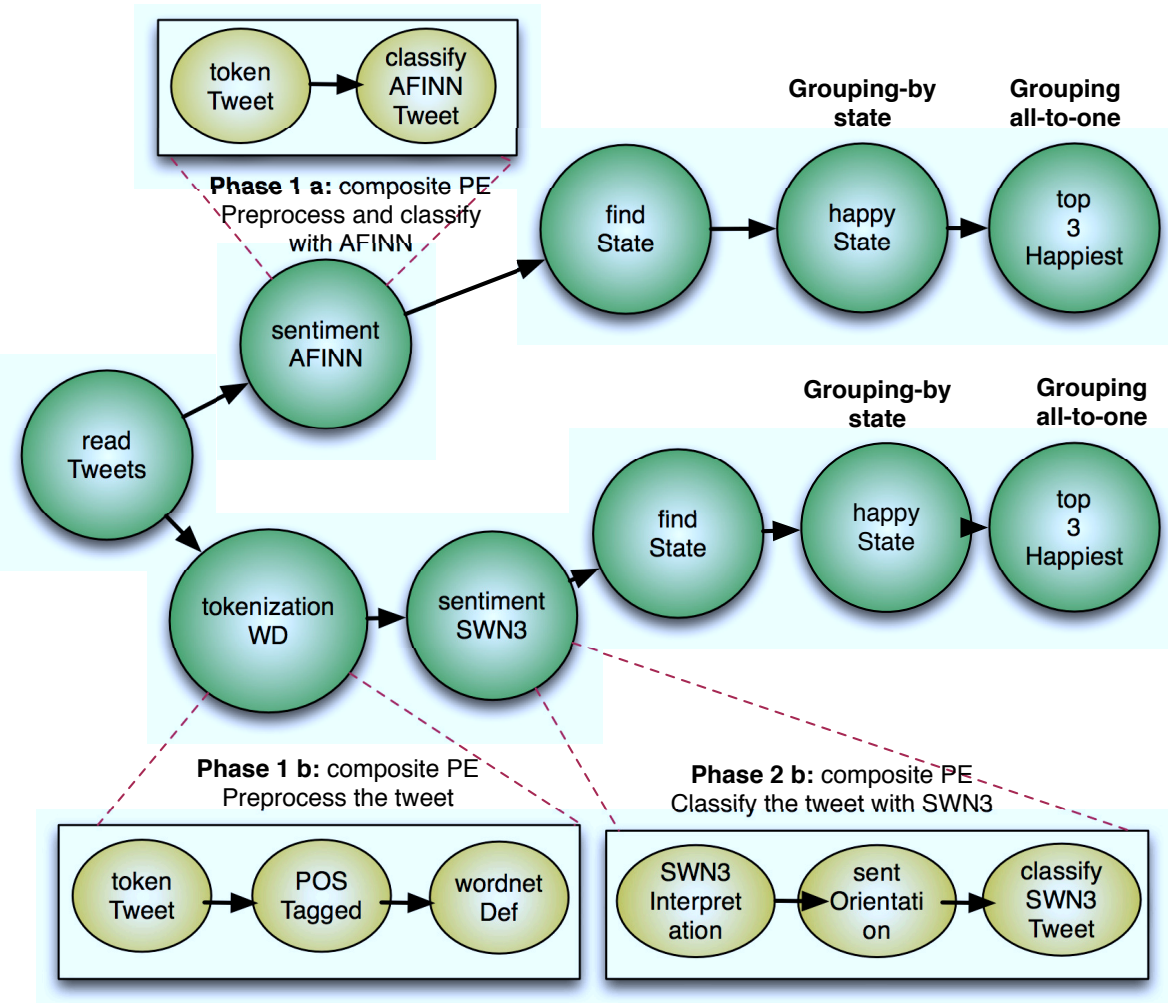 token
Tweet
classify
AFINN
Tweet
Phase 1 a: composite PE
Preprocess and classify
with AFINN
Grouping-by
state
Grouping
all-to-one
find
State
happy
State
top
3
Happiest
sentiment
AFINN
read
Tweets
Grouping-by
state
Grouping
all-to-one
find
State
happy
State
top
3
Happiest
tokenization
WD
sentiment
SWN3
Phase 1 b: composite PE
Preprocess the tweet
Phase 2 b: composite PE
Classify the tweet with SWN3
token
Tweet
POS
Tagged
wordnet
Def
SWN3
Interpret
ation
sent
Orientati
on
classify
SWN3
Tweet